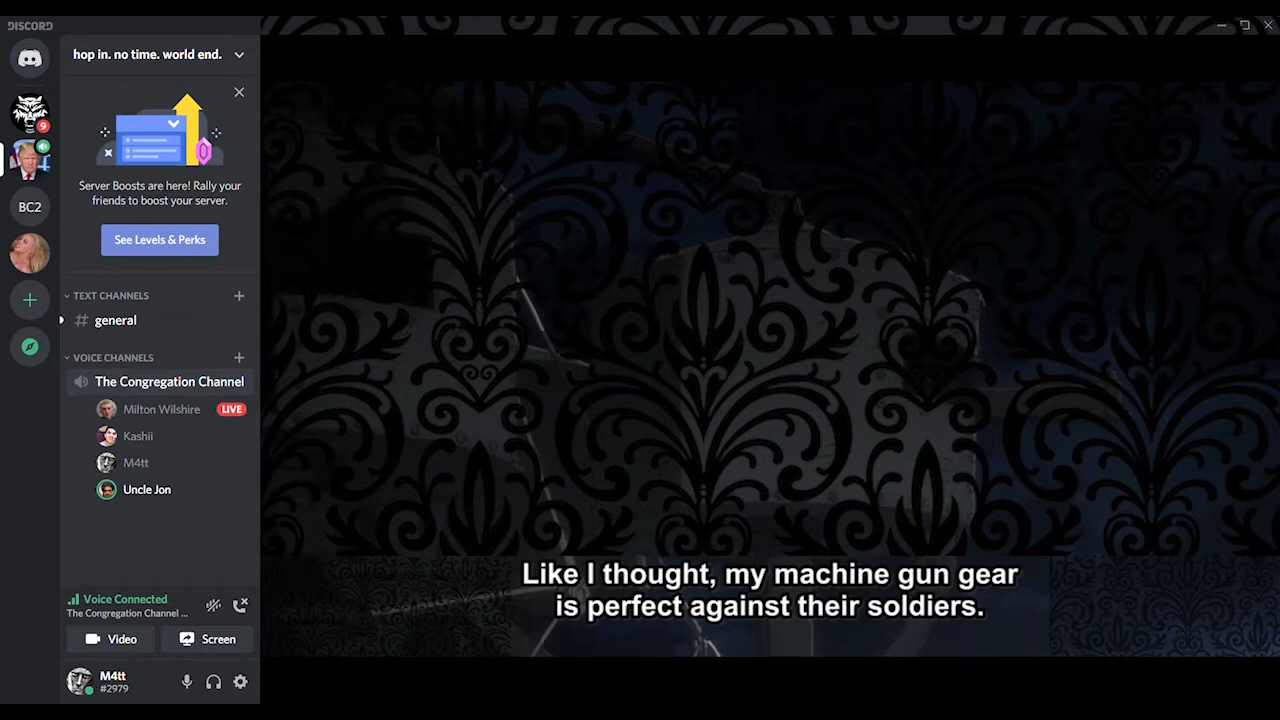 DISCORD
hop in. no time. world end.
9
BC2
Server Boosts are here! Rally your
friends to boost your server.
See Levels & Perks
TEXT CHANNELS
# general
VOICE CHANNELS
The Congregation Channel
Milton Wilshire LIVE
Kashii
M4tt
Uncle Jon
Voice Connected
The Congregation Channel ...
Video Screen
M4tt
#2979
Like I thought, my machine gun gear
is perfect against their soldiers.